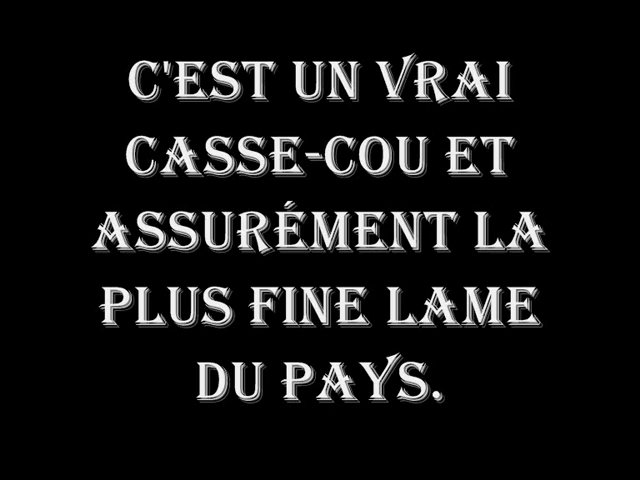 C'EST UN VRAI
CASSE-COU ET
ASSURÉMENT LA
PLUS FINE LAME
DU PAYS.